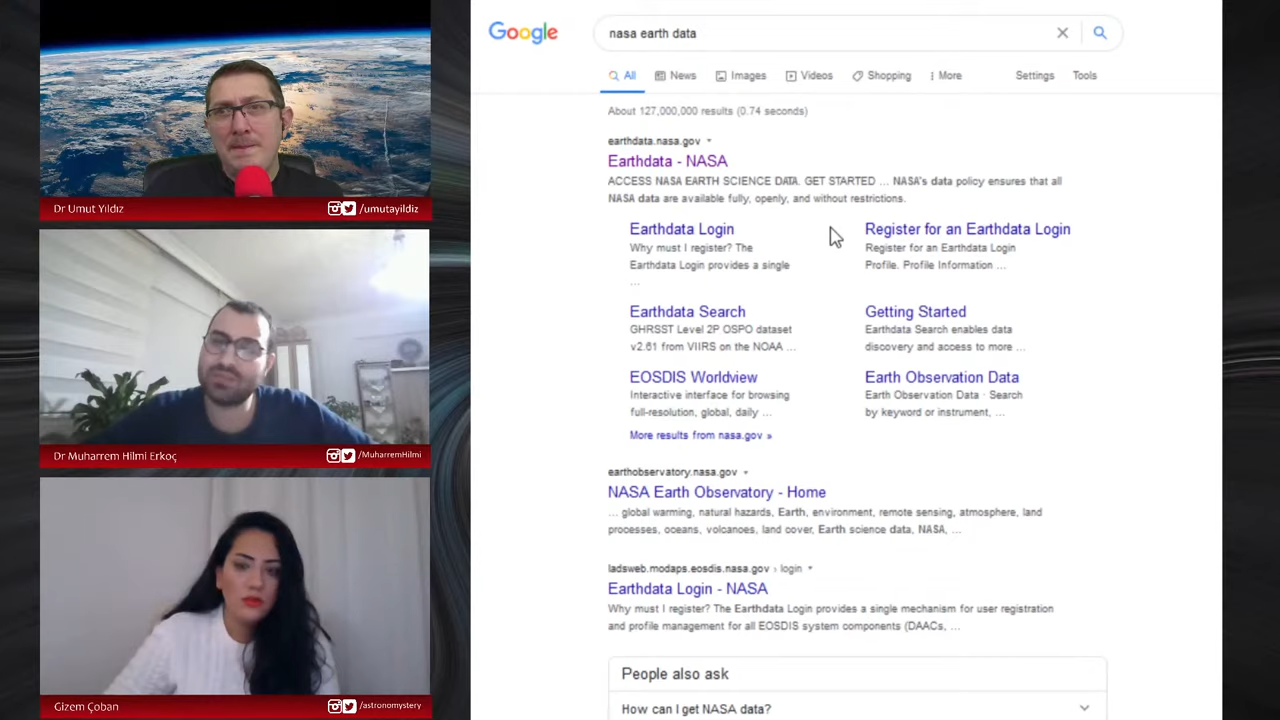 Dr Umut Yıldız
/umutayildiz
Dr Muharrem Hilmi Erkoç
/MuharremHilmi
Gizem Çoban
/astronomystery
Google
nasa earth data
All News Images Videos Shopping More Settings Tools
About 127,000,000 results (0.74 seconds)
earthdata.nasa.gov
Earthdata - NASA
ACCESS NASA EARTH SCIENCE DATA. GET STARTED ... NASA's data policy ensures that all
NASA data are available fully, openly, and without restrictions.
Earthdata Login
Why must I register? The
Earthdata Login provides a single
...
Register for an Earthdata Login
Register for an Earthdata Login
Profile. Profile Information ...
Earthdata Search
GHRSST Level 2P OSPO dataset
v2.61 from VIIRS on the NOAA ...
Getting Started
Earthdata Search enables data
discovery and access to more ...
EOSDIS Worldview
Interactive interface for browsing
full-resolution, global, daily ...
Earth Observation Data
Earth Observation Data · Search
by keyword or instrument, ...
More results from nasa.gov »
earthobservatory.nasa.gov
NASA Earth Observatory - Home
... global warming, natural hazards, Earth, environment, remote sensing, atmosphere, land
processes, oceans, volcanoes, land cover, Earth science data, NASA, ...
ladsweb.modaps.eosdis.nasa.gov › login
Earthdata Login - NASA
Why must I register? The Earthdata Login provides a single mechanism for user registration
and profile management for all EOSDIS system components (DAACs, ...
People also ask
How can I get NASA data?